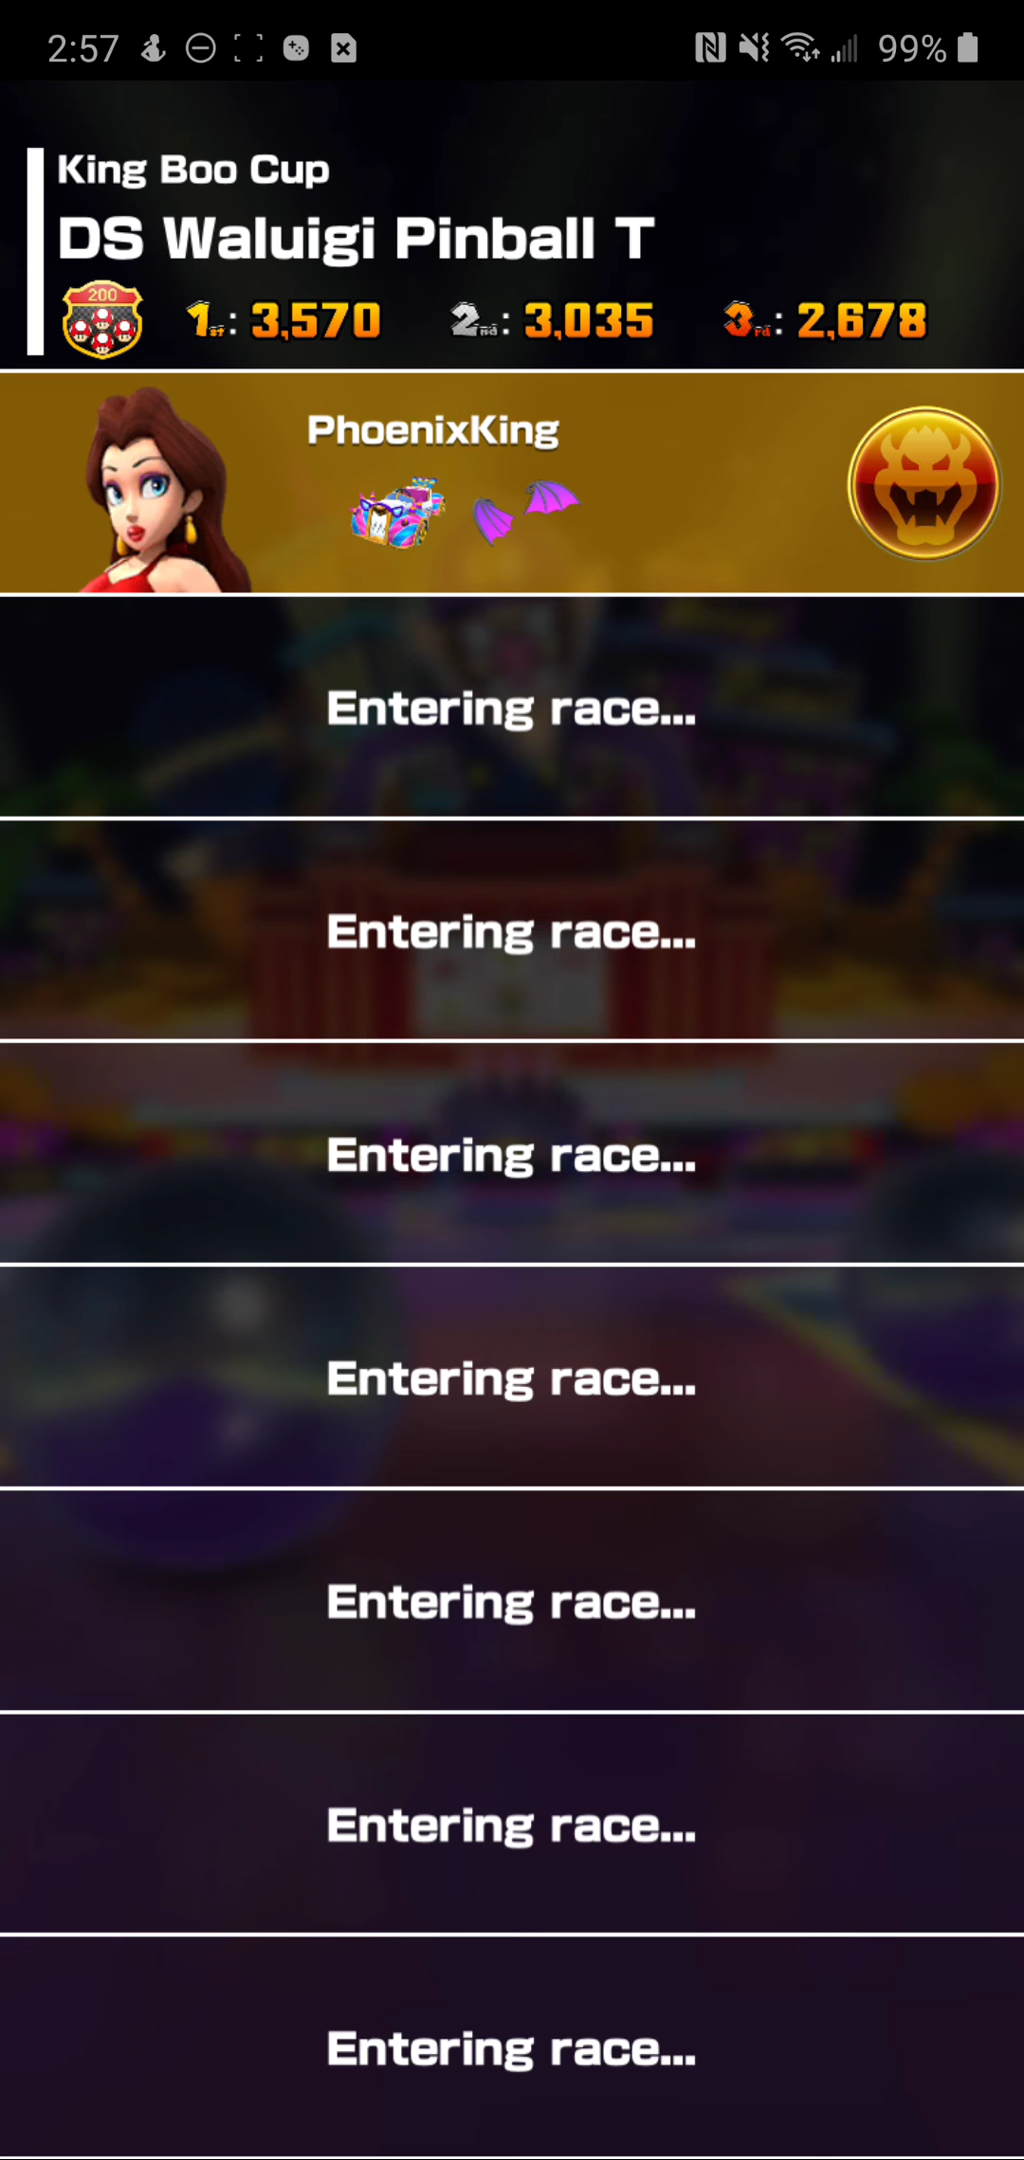 2:57 99%
King Boo Cup
DS Waluigi Pinball T
200 1st: 3,570 2nd: 3,035 3rd: 2,678
PhoenixKing
Entering race...
Entering race...
Entering race...
Entering race...
Entering race...
Entering race...
Entering race...